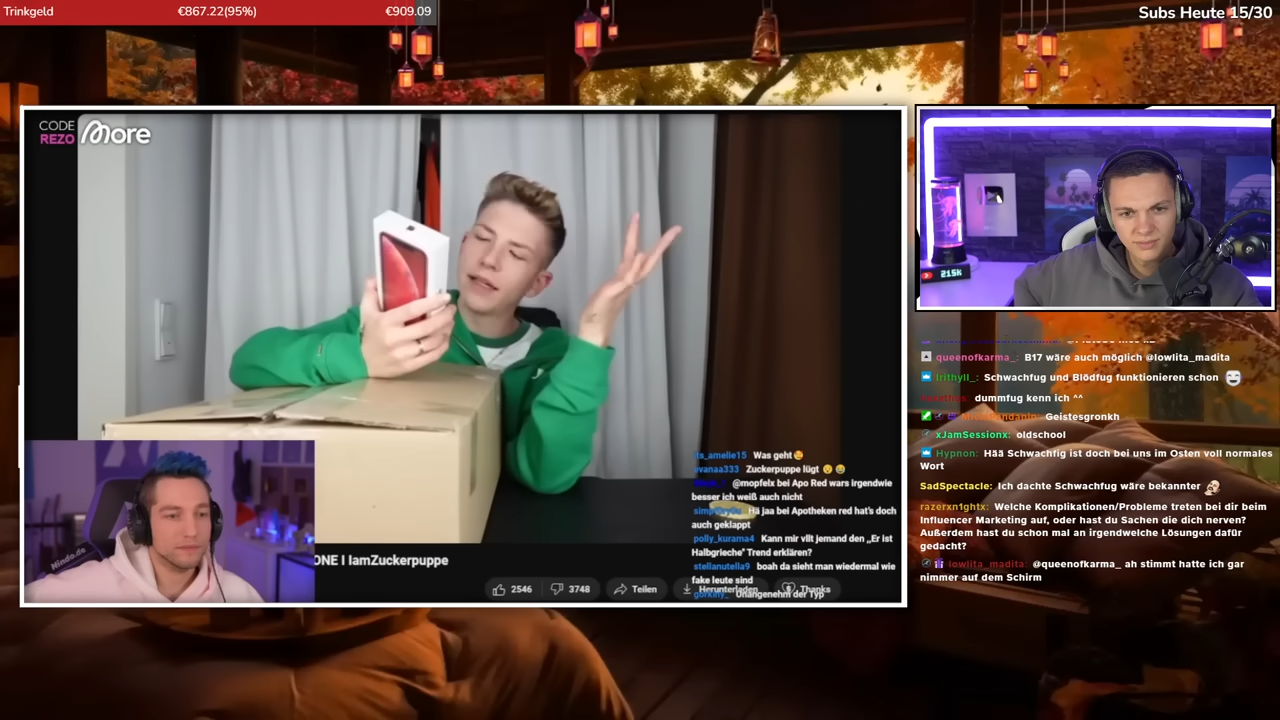 Trinkgeld €867.22(95%) €909.09
Subs Heute 15/30
CODE
REZO More
215k
queenofkarma_: B17 wäre auch möglich @lowlita_madita
Irithyll_: Schwachfug und Blödfug funktionieren schon
dummfug kenn ich ^^
Geistesgronkh
xJamSessionx: oldschool
Hypnon: Hää Schwachfig ist doch bei uns im Osten voll normales
Wort
SadSpectacle: Ich dachte Schwachfug wäre bekannter
razerxn1ghtx: Welche Komplikationen/Probleme treten bei dir beim
Influencer Marketing auf, oder hast du Sachen die dich nerven?
Außerdem hast du schon mal an irgendwelche Lösungen dafür
gedacht?
lowlita_madita: @queenofkarma_ ah stimmt hatte ich gar
nimmer auf dem Schirm
its_amelie15 Was geht
evanaa333 Zuckerpuppe lügt
@mopfelx bei Apo Red wars irgendwie
besser ich weiß auch nicht
Hä jaa bei Apotheken red hat's doch
auch geklappt
polly_kurama4 Kann mir vllt jemand den ,,Er ist
Halbgrieche" Trend erklären?
stellanutella9 boah da sieht man wiedermal wie
fake leute sind
Unangenehm der Typ
Nindo.de
ONE I IamZuckerpuppe
2546 3748 Teilen Herunterladen Thanks